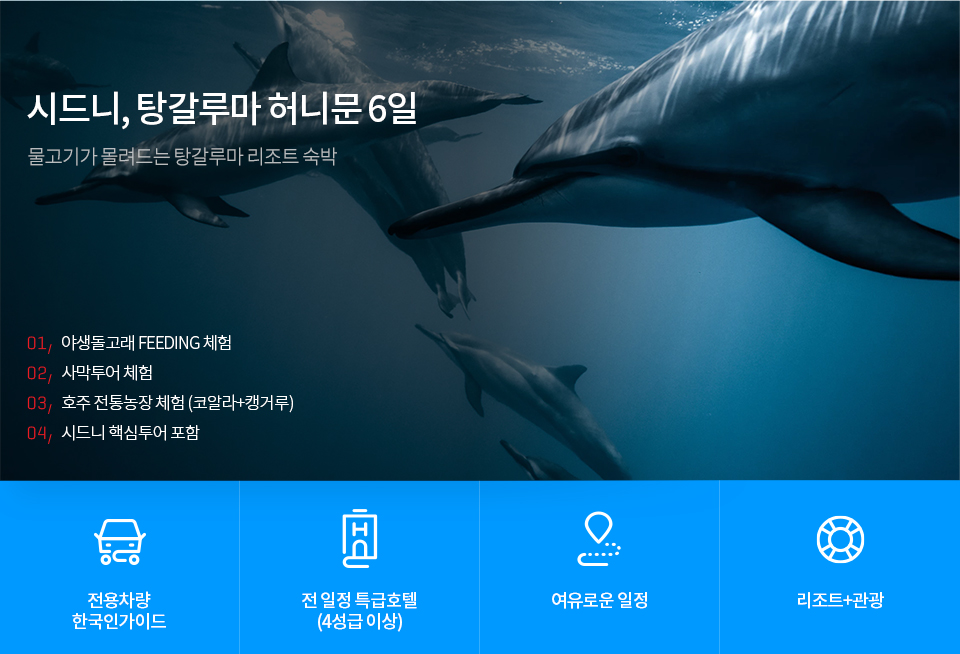 시드니, 탕갈루마 허니문 6일
물고기가 몰려드는 탕갈루마 리조트 숙박
01, 야생돌고래 FEEDING 체험
02, 사막투어 체험
03, 호주 전통농장 체험 (코알라+캥거루)
04, 시드니 핵심투어 포함
전용차량
한국인가이드
H
전 일정 특급호텔
(4성급 이상)
여유로운 일정
리조트+관광